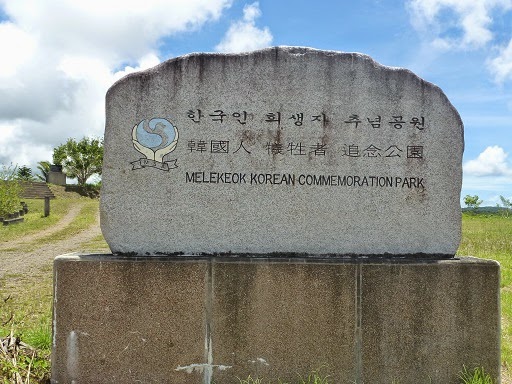 한국인 희생자 추념공원
韓國人 犧牲者 追念公園
MELEKEOK KOREAN COMMEMORATION PARK